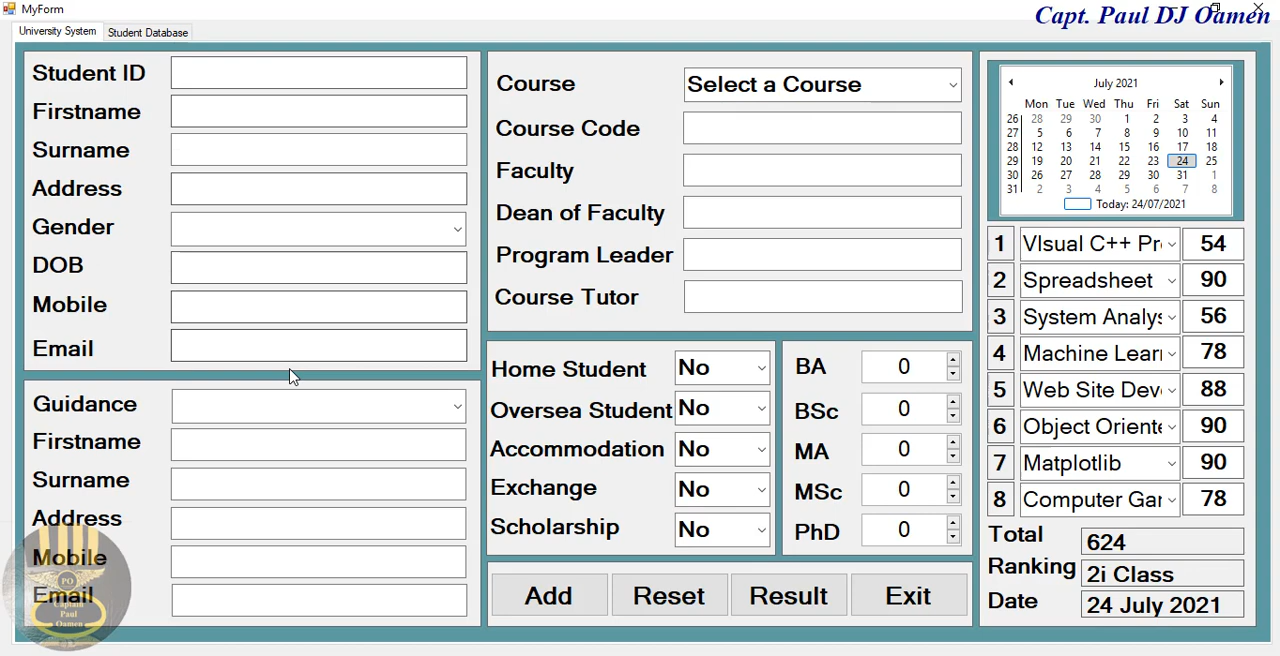 MyForm
Capt. Paul DJ Oamen
University System
Student Database
Student ID
Firstname
Surname
Address
Gender
DOB
Mobile
Email
Guidance
Firstname
Surname
Address
Mobile
Email
PO
Captain
Paul
Oamen
Course
Select a Course
Course Code
Faculty
Dean of Faculty
Program Leader
Course Tutor
Home Student No
Oversea Student No
Accommodation No
Exchange No
Scholarship No
BA 0
BSc 0
MA 0
MSc 0
PhD 0
Add Reset Result Exit
July 2021
Mon Tue Wed Thu Fri Sat Sun
26 28 29 30 1 2 3 4
27 5 6 7 8 9 10 11
28 12 13 14 15 16 17 18
29 19 20 21 22 23 24 25
30 26 27 28 29 30 31 1
31 2 3 4 5 6 7 8
Today: 24/07/2021
1 VIsual C++ Pr 54
2 Spreadsheet 90
3 System Analys 56
4 Machine Lear 78
5 Web Site Dev 88
6 Object Oriente 90
7 Matplotlib 90
8 Computer Gar 78
Total 624
Ranking 2i Class
Date 24 July 2021